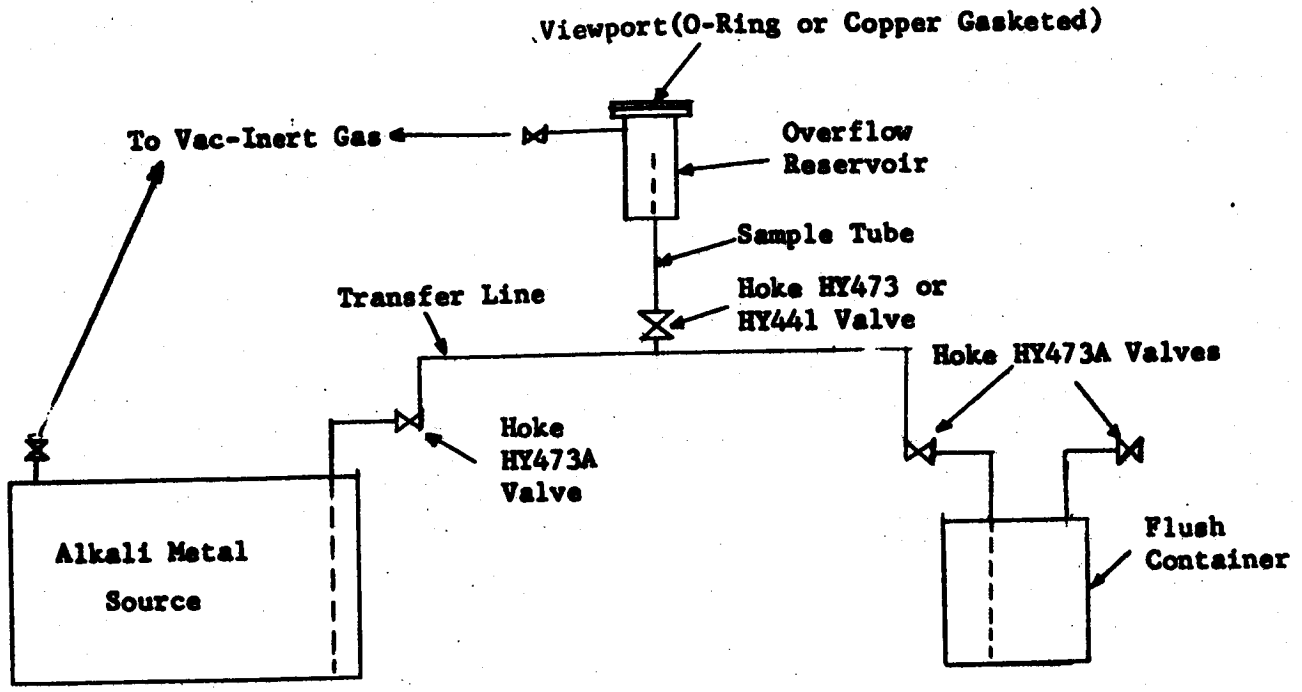 Viewport(O-Ring or Copper Gasketed)
To Vac-Inert Gas
Overflow
Reservoir
Sample Tube
Transfer Line
Hoke HY473 or
HY441 Valve
Hoke HY473A Valves
Hoke
HY473A
Valve
Alkali Metal
Source
Flush
Container